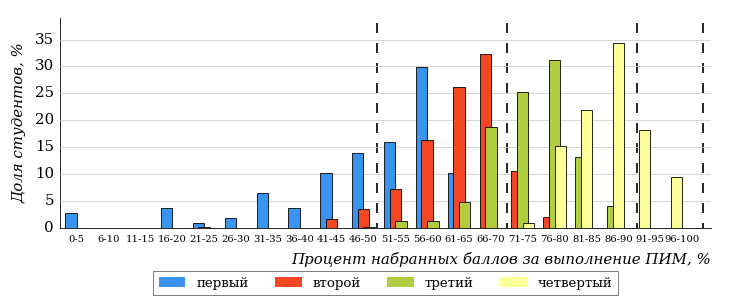 Доля студентов, %
35
30
25
20
15
10
5
0
0-5 6-10 11-15 16-20 21-25 26-30 31-35 36-40 41-45 46-50 51-55 56-60 61-65 66-70 71-75 76-80 81-85 86-90 91-95 96-100
Процент набранных баллов за выполнение ПИМ, %
первый второй третий четвертый